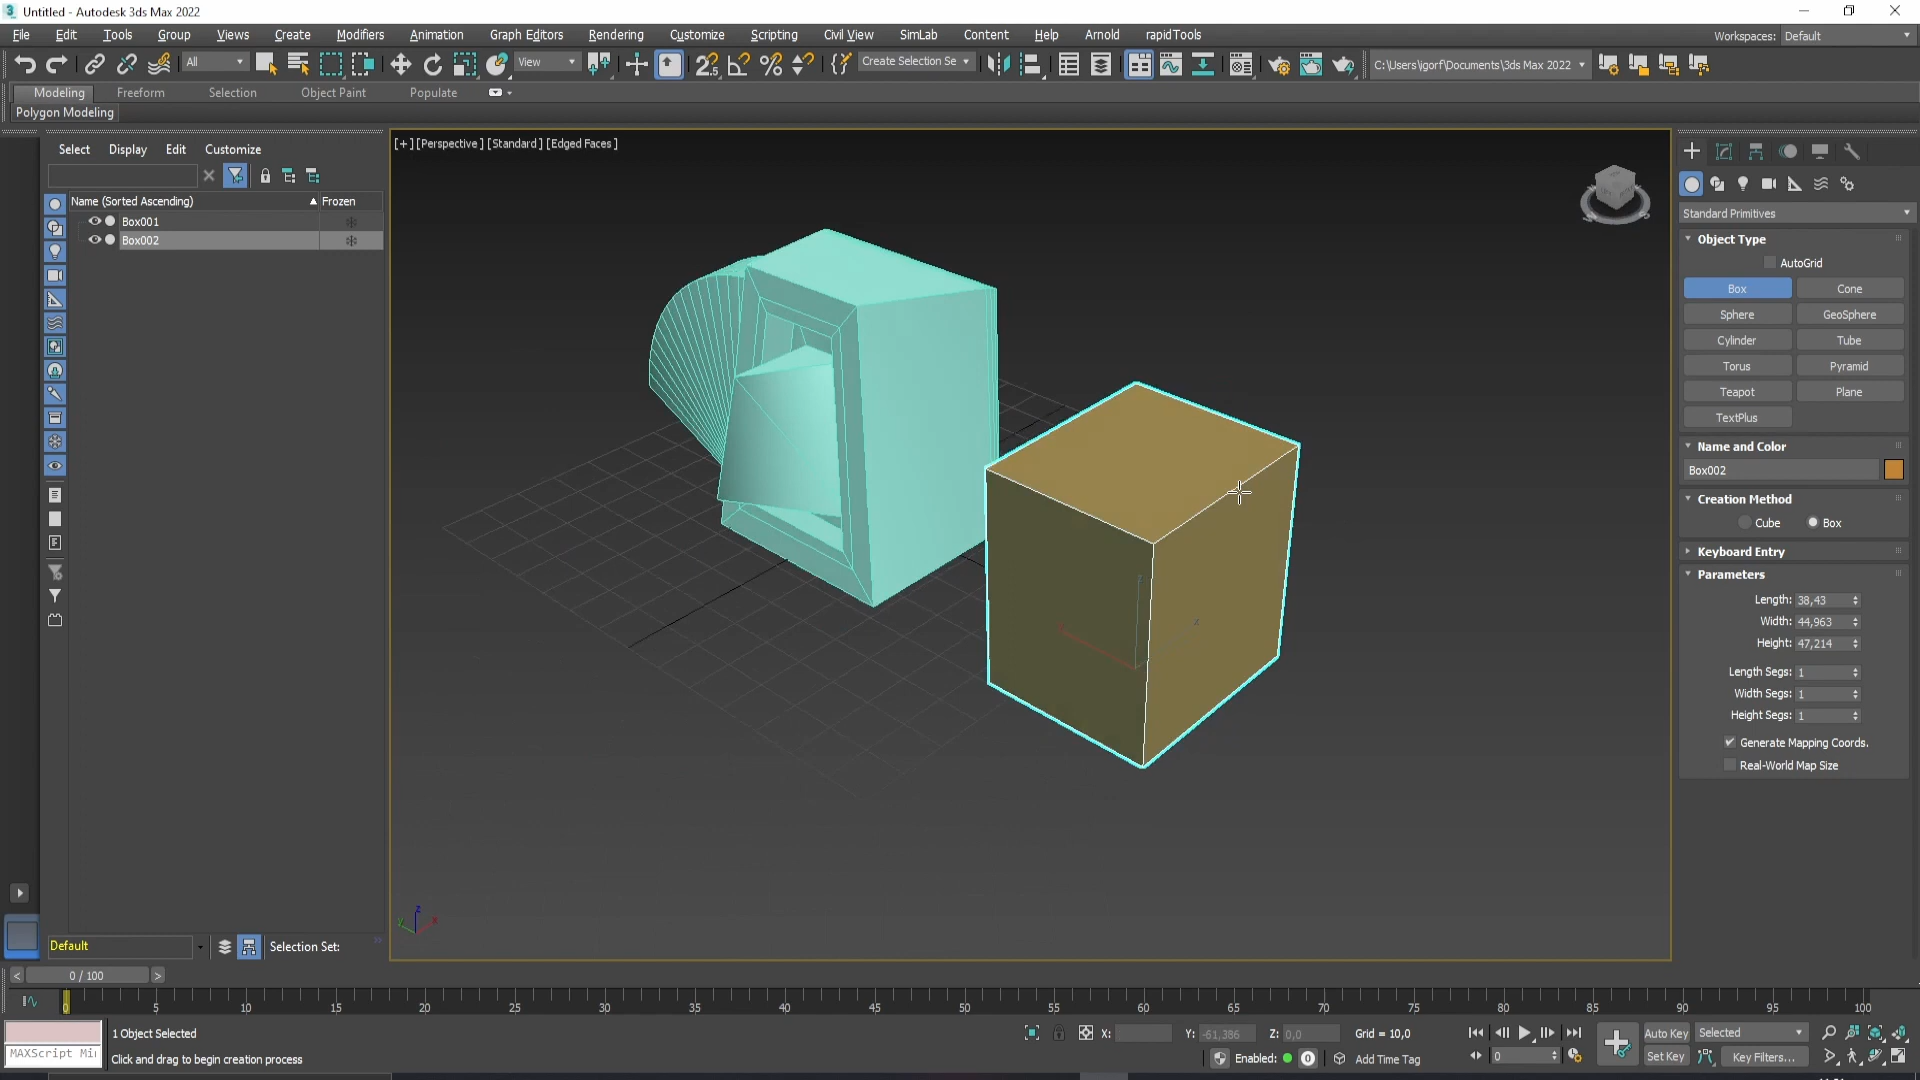 Untitled - Autodesk 3ds Max 2022
File Edit Tools Group Views Create Modifiers Animation Graph Editors Rendering Customize Scripting Civil View SimLab Content Help Arnold rapidTools
Workspaces: Default
All View Create Selection Se C:\Users\gorf\Documents\3ds Max 2022
Modeling Freeform Selection Object Paint Populate
Polygon Modeling
Select Display Edit Customize
[+] [Perspective] [Standard] [Edged Faces]
Name (Sorted Ascending) Frozen
Box001
Box002
Standard Primitives
Object Type
AutoGrid
Box Cone
Sphere GeoSphere
Cylinder Tube
Torus Pyramid
Teapot Plane
TextPlus
Name and Color
Box002
Creation Method
Cube Box
Keyboard Entry
Parameters
Length: 38,43
Width: 44,963
Height: 47,214
Length Segs: 1
Width Segs: 1
Height Segs: 1
Generate Mapping Coords.
Real-World Map Size
z
x
y
z
x
Default Selection Set:
< 0 / 100 >
0 5 10 15 20 25 30 35 40 45 50 55 60 65 70 75 80 85 90 95 100
1 Object Selected
X: Y: -61,386 Z: 0,0 Grid = 10,0
Auto Key Selected
MAXScript Mi
Click and drag to begin creation process
Enabled: 0 Add Time Tag
0
Set Key Key Filters...